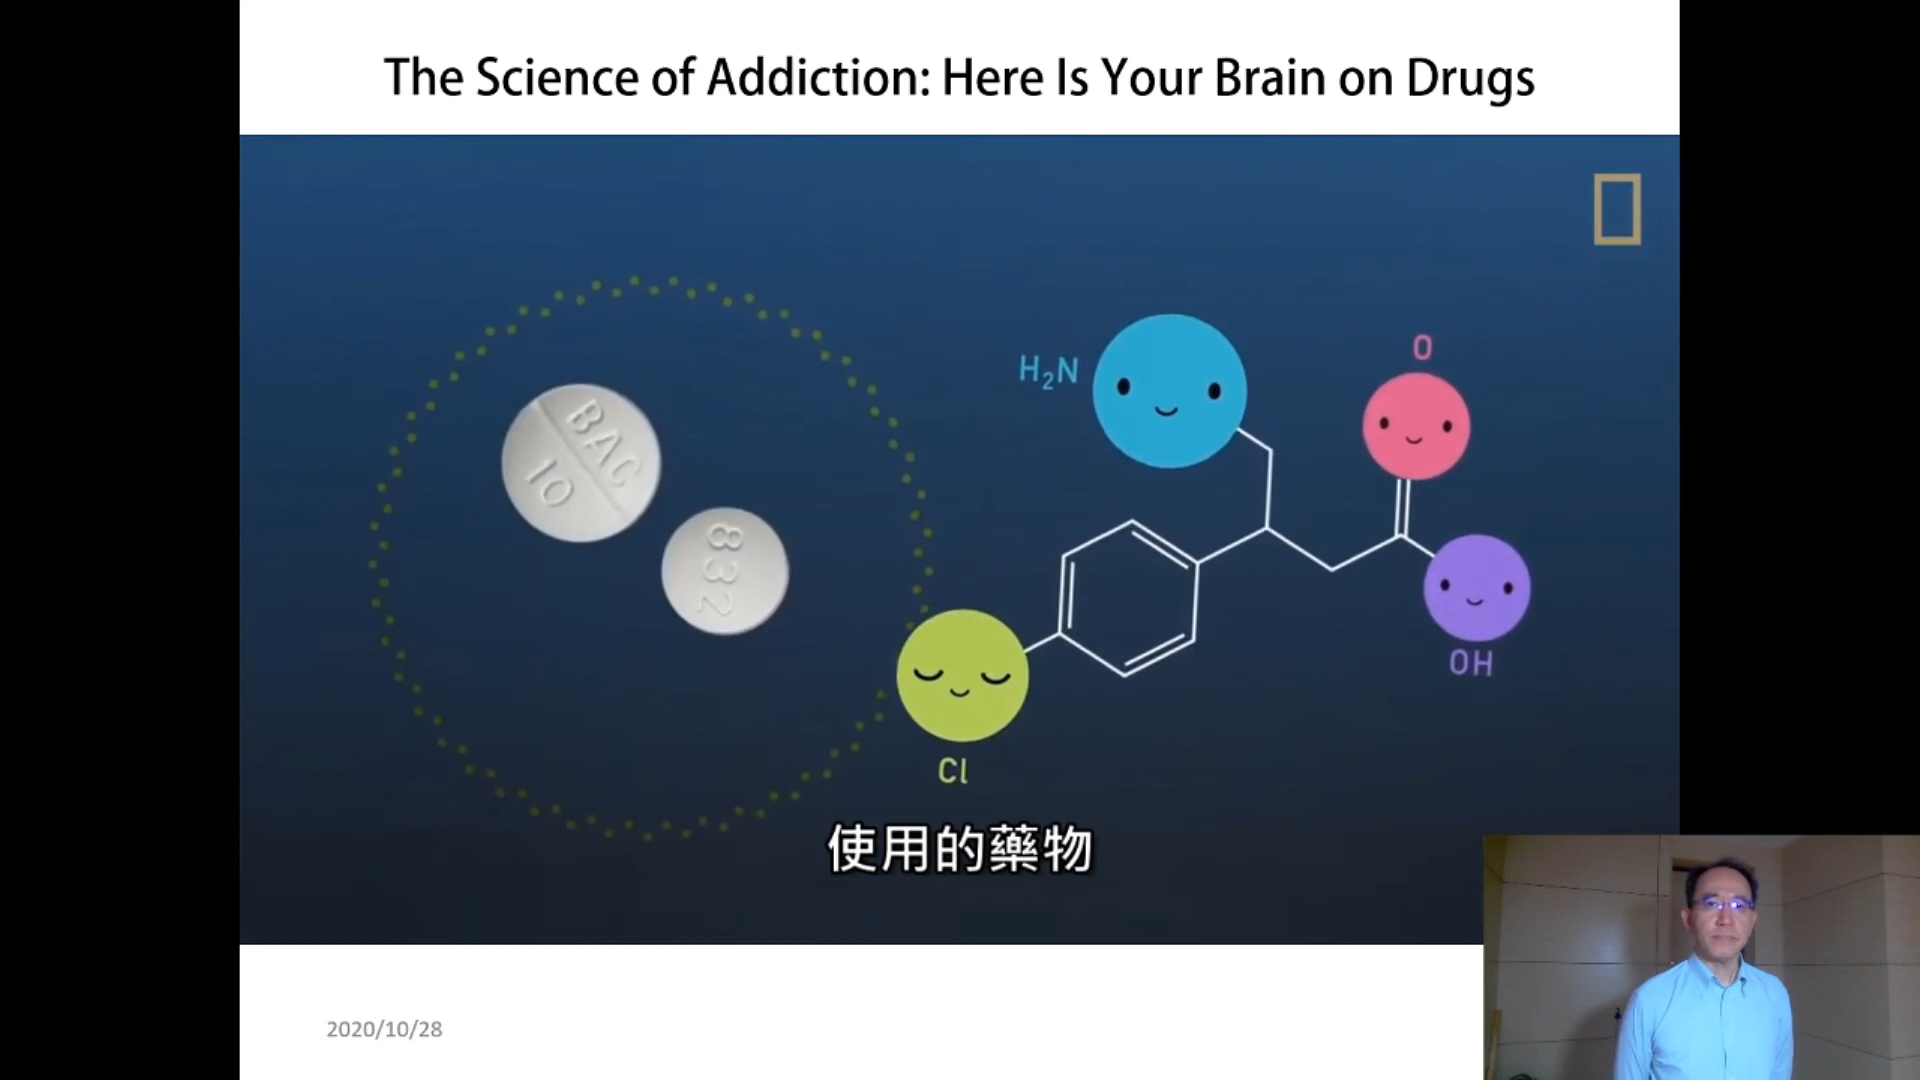 The Science of Addiction: Here Is Your Brain on Drugs
H₂N
O
BAC
10
832
OH
Cl
使用的藥物
2020/10/28